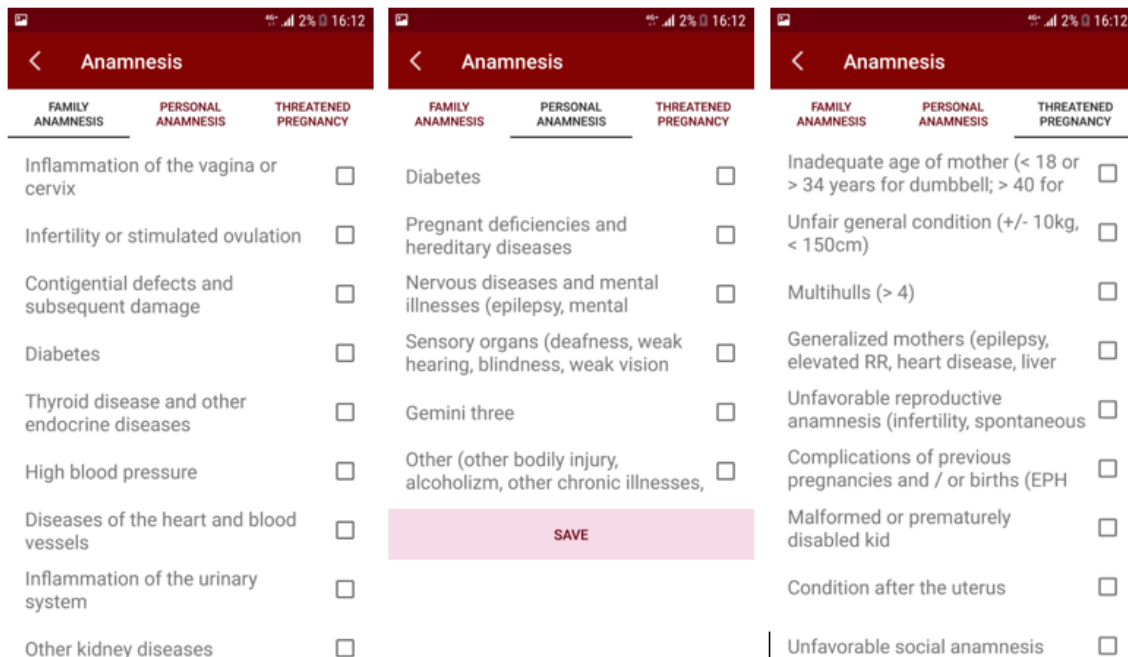 4G+ 2% 16:12
Anamnesis
FAMILY ANAMNESIS
PERSONAL ANAMNESIS
THREATENED PREGNANCY
Inflammation of the vagina or
cervix
Infertility or stimulated ovulation
Contigential defects and
subsequent damage
Diabetes
Thyroid disease and other
endocrine diseases
High blood pressure
Diseases of the heart and blood
vessels
Inflammation of the urinary
system
Other kidney diseases
4G+ 2% 16:12
Anamnesis
FAMILY ANAMNESIS
PERSONAL ANAMNESIS
THREATENED PREGNANCY
Diabetes
Pregnant deficiencies and
hereditary diseases
Nervous diseases and mental
illnesses (epilepsy, mental
Sensory organs (deafness, weak
hearing, blindness, weak vision
Gemini three
Other (other bodily injury,
alcoholizm, other chronic illnesses,
SAVE
4G+ 2% 16:12
Anamnesis
FAMILY ANAMNESIS
PERSONAL ANAMNESIS
THREATENED PREGNANCY
Inadequate age of mother (< 18 or
> 34 years for dumbbell; > 40 for
Unfair general condition (+/- 10kg,
< 150cm)
Multihulls (> 4)
Generalized mothers (epilepsy,
elevated RR, heart disease, liver
Unfavorable reproductive
anamnesis (infertility, spontaneous
Complications of previous
pregnancies and / or births (EPH
Malformed or prematurely
disabled kid
Condition after the uterus
Unfavorable social anamnesis